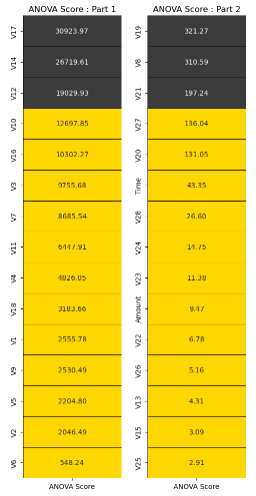 ANOVA Score : Part 1
V17 30923.97
V14 26719.61
V12 19029.93
V10 12697.85
V16 10302.27
V3 9755.68
V7 8685.54
V11 6447.91
V4 4826.05
V18 3183.66
V1 2555.78
V9 2530.49
V5 2204.80
V2 2046.49
V6 548.24
ANOVA Score
ANOVA Score : Part 2
V19 321.27
V8 310.59
V21 197.24
V27 136.04
V20 131.05
Time 43.35
V28 26.60
V24 14.75
V23 11.30
Amount 9.47
V22 6.78
V26 5.16
V13 4.31
V15 3.09
V25 2.91
ANOVA Score